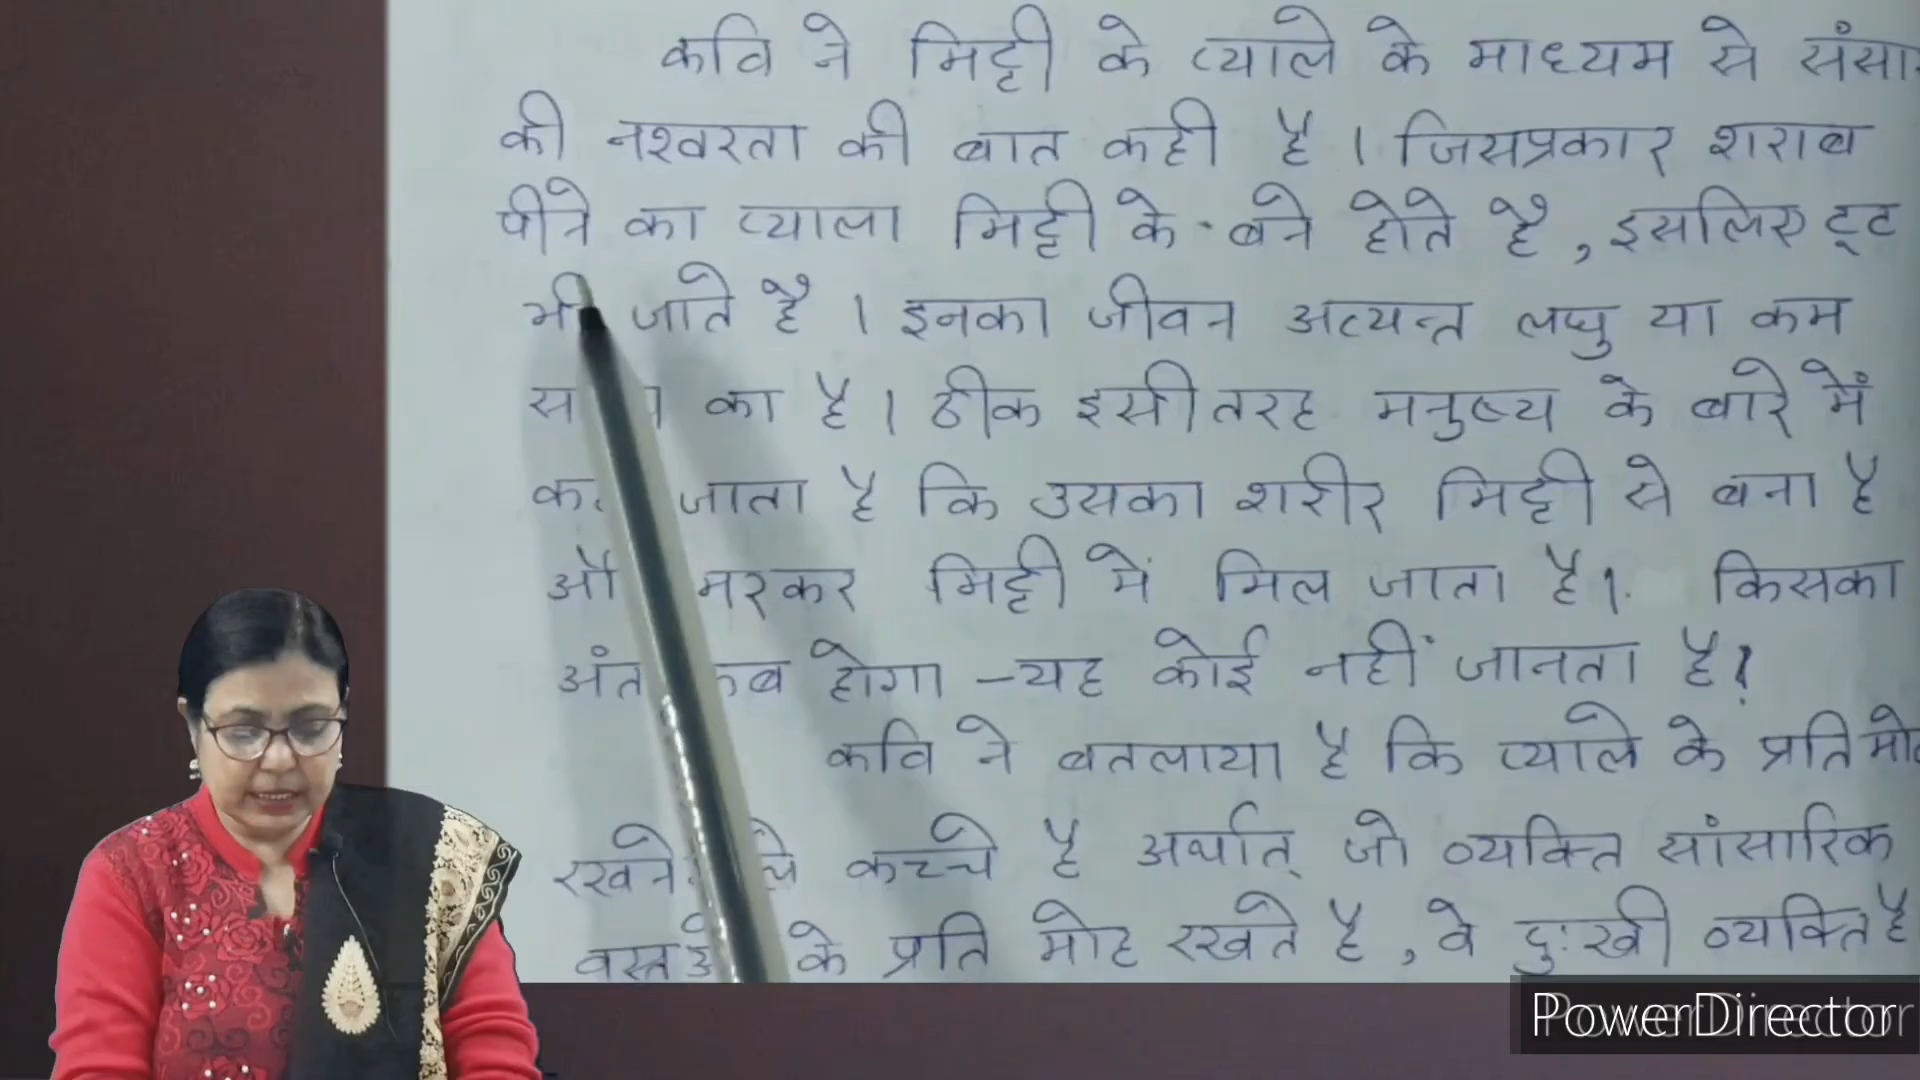 कवि ने मिट्टी के प्याले के माध्यम से
की नश्वरता की बात कही है । जिसप्रकार शराब
पीने का प्याला मिट्टी के बने होते है , इसलिए टूट
भी जाते है । इनका जीवन अत्यन्त लघु या कम
का है । ठीक इसी तरह मनुष्य के बारे में
जाता है कि उसका शरीर मिट्टी से बना है
मरकर मिट्टी में मिल जाता है । किसका
अंत कब होगा - यह कोई नहीं जानता है ?
कवि ने बतलाया है कि प्याले के प्रति
कच्चे है अर्थात् जो व्यक्ति सांसारिक
के प्रति मोह रखते है , वे दुःखी व्यक्ति है
PowerDirector